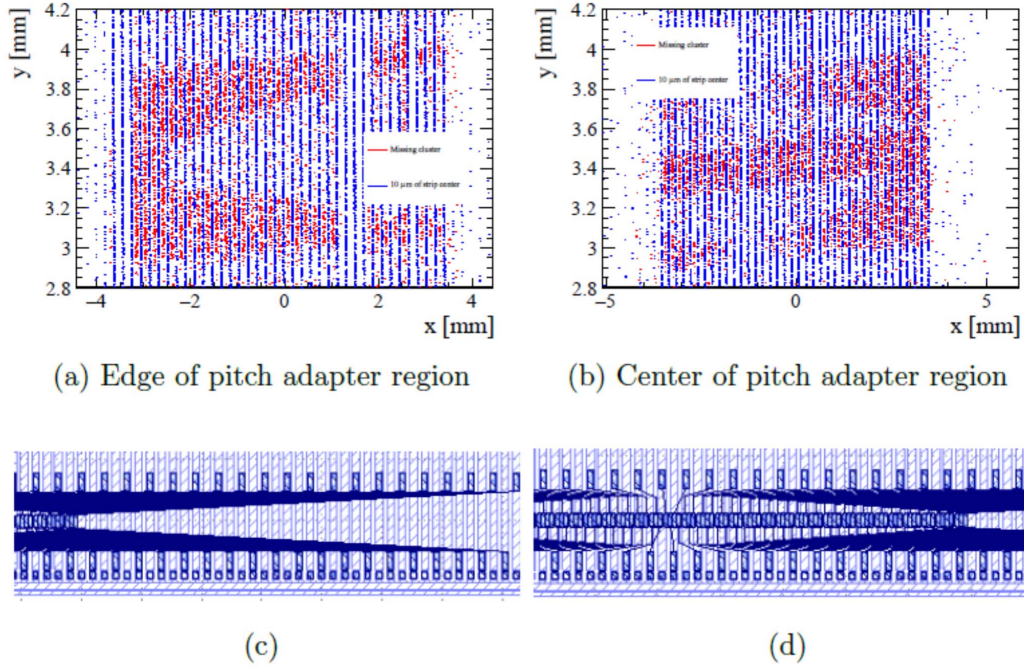 y [mm]
4.2
4
3.8
3.6
3.4
3.2
3
2.8
Missing cluster
10 μm of strip center
−4
−2
0
2
4
x [mm]
y [mm]
4.2
4
3.8
3.6
3.4
3.2
3
2.8
Missing cluster
10 μm of strip center
−5
0
5
x [mm]
(a) Edge of pitch adapter region
(b) Center of pitch adapter region
(c)
(d)